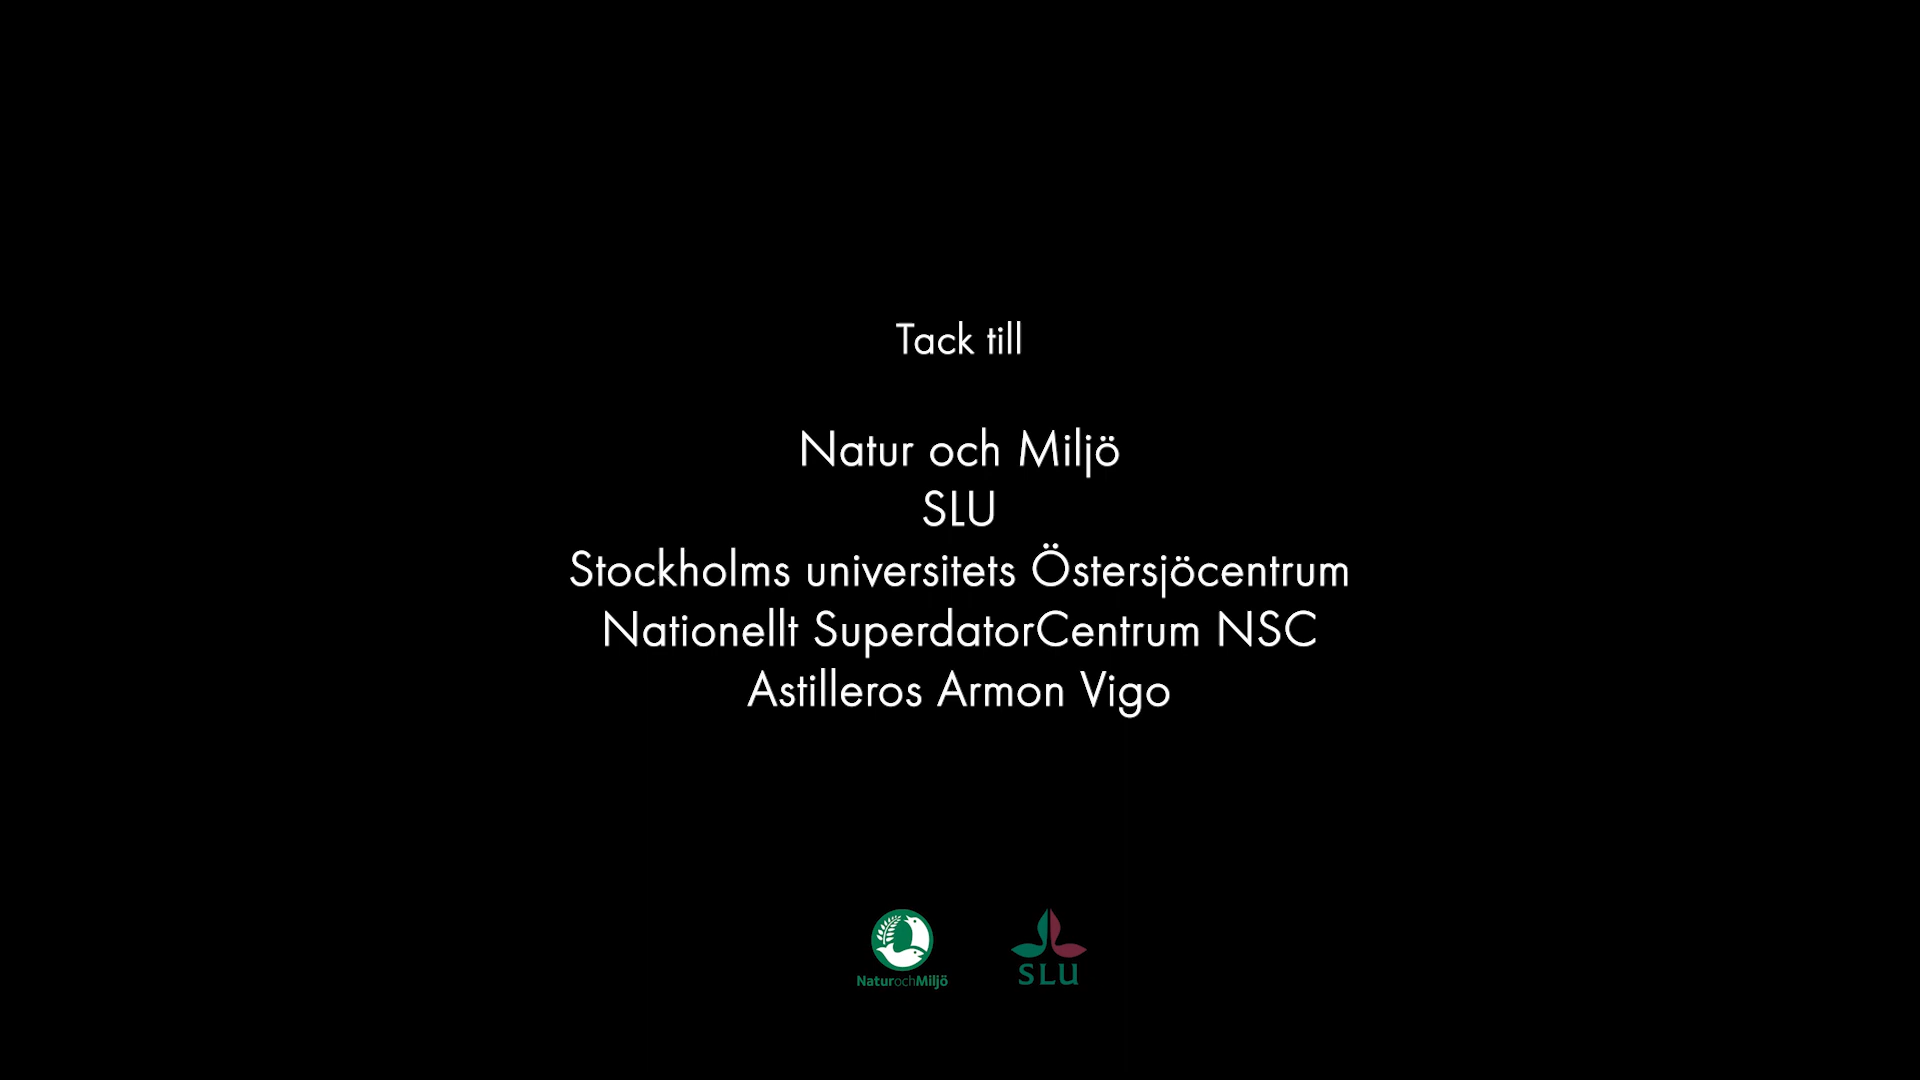 Tack till
Natur och Miljö
SLU
Stockholms universitets Östersjöcentrum
Nationellt SuperdatorCentrum NSC
Astilleros Armon Vigo
NaturochMiljö
SLU